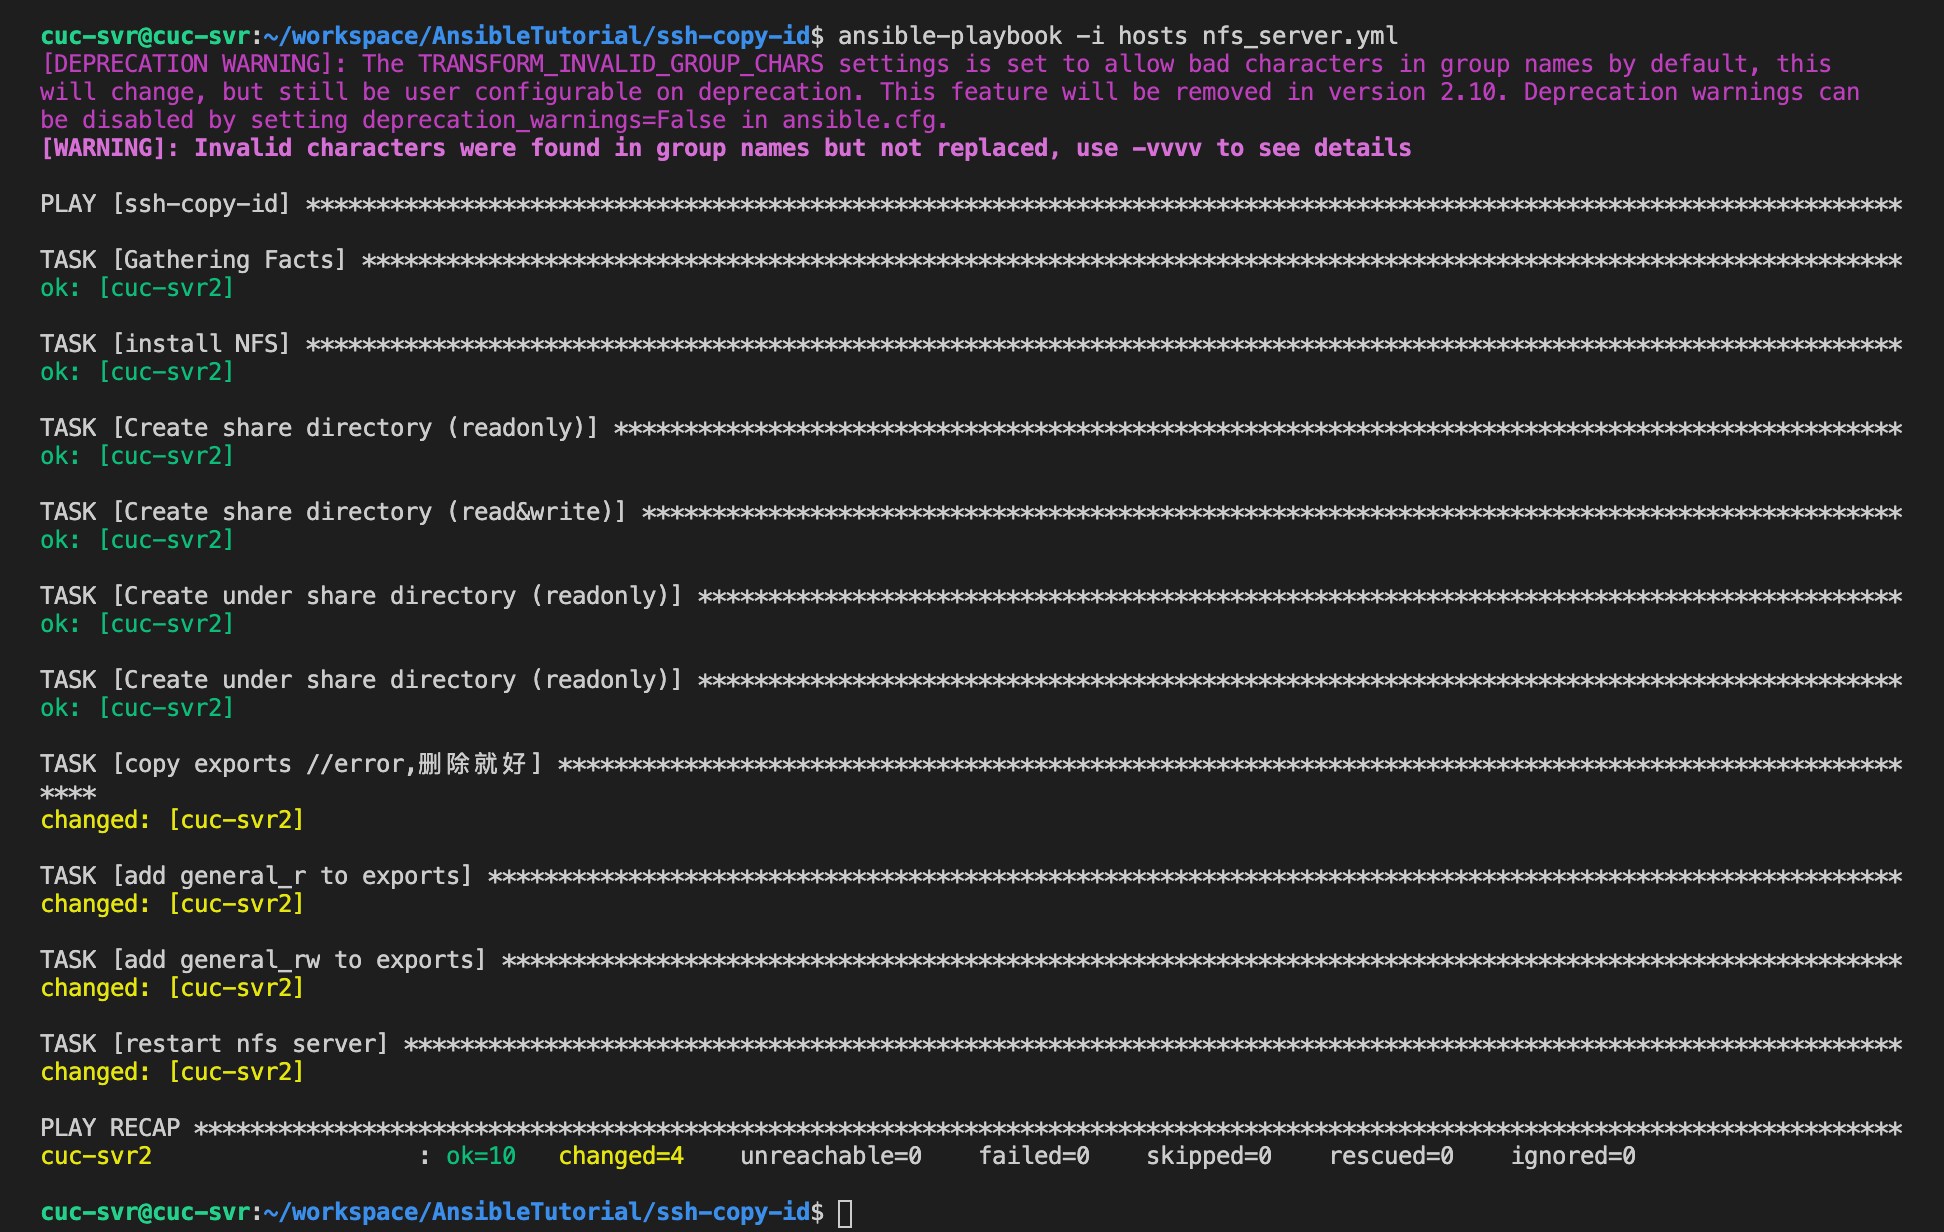 cuc-svr@cuc-svr:~/workspace/AnsibleTutorial/ssh-copy-id$ ansible-playbook -i hosts nfs_server.yml
[DEPRECATION WARNING]: The TRANSFORM_INVALID_GROUP_CHARS settings is set to allow bad characters in group names by default, this
will change, but still be user configurable on deprecation. This feature will be removed in version 2.10. Deprecation warnings can
be disabled by setting deprecation_warnings=False in ansible.cfg.
[WARNING]: Invalid characters were found in group names but not replaced, use -vvvv to see details
PLAY [ssh-copy-id] ******************************************************************************************************************
TASK [Gathering Facts] **************************************************************************************************************
ok: [cuc-svr2]
TASK [install NFS] ******************************************************************************************************************
ok: [cuc-svr2]
TASK [Create share directory (readonly)] ********************************************************************************************
ok: [cuc-svr2]
TASK [Create share directory (read&write)] ******************************************************************************************
ok: [cuc-svr2]
TASK [Create under share directory (readonly)] **************************************************************************************
ok: [cuc-svr2]
TASK [Create under share directory (readonly)] **************************************************************************************
ok: [cuc-svr2]
TASK [copy exports //error,删除就好] ************************************************************************************************
****
changed: [cuc-svr2]
TASK [add general_r to exports] *****************************************************************************************************
changed: [cuc-svr2]
TASK [add general_rw to exports] ****************************************************************************************************
changed: [cuc-svr2]
TASK [restart nfs server] ***********************************************************************************************************
changed: [cuc-svr2]
PLAY RECAP **************************************************************************************************************************
cuc-svr2                   : ok=10   changed=4    unreachable=0    failed=0    skipped=0    rescued=0    ignored=0
cuc-svr@cuc-svr:~/workspace/AnsibleTutorial/ssh-copy-id$